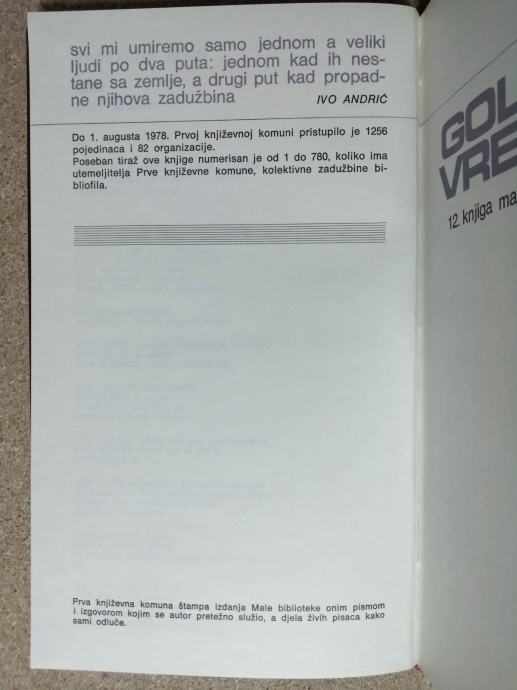 svi mi umiremo samo jednom a veliki
ljudi po dva puta: jednom kad ih nes-
tane sa zemlje, a drugi put kad propad-
ne njihova zadužbina
IVO ANDRIĆ
Do 1. augusta 1978. Prvoj književnoj komuni pristupilo je 1256
pojedinaca i 82 organizacije.
Poseban tiraž ove knjige numerisan je od 1 do 780, koliko ima
utemeljitelja Prve književne komune, kolektivne zadužbine bi-
bliofila.
Prva književna komuna štampa izdanja Male biblioteke onim pismom
i izgovorom kojim se autor pretežno služio, a djela živih pisaca kako
sami odluče.
GOL
VRE
12. knjiga ma